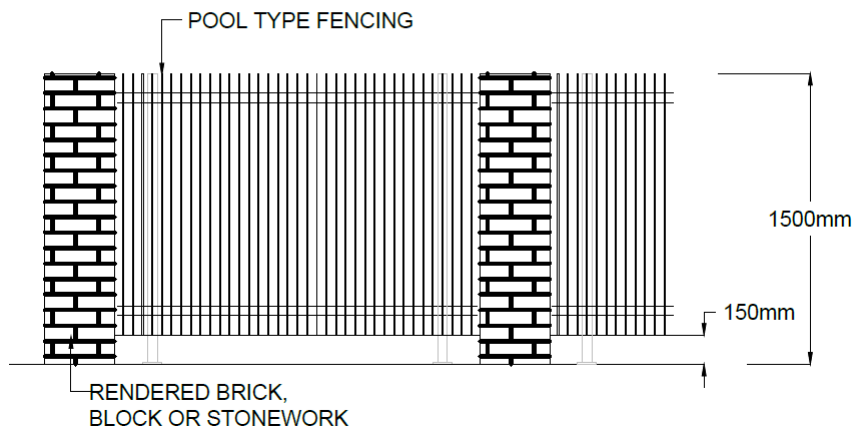 POOL TYPE FENCING
1500mm
150mm
RENDERED BRICK,
BLOCK OR STONEWORK